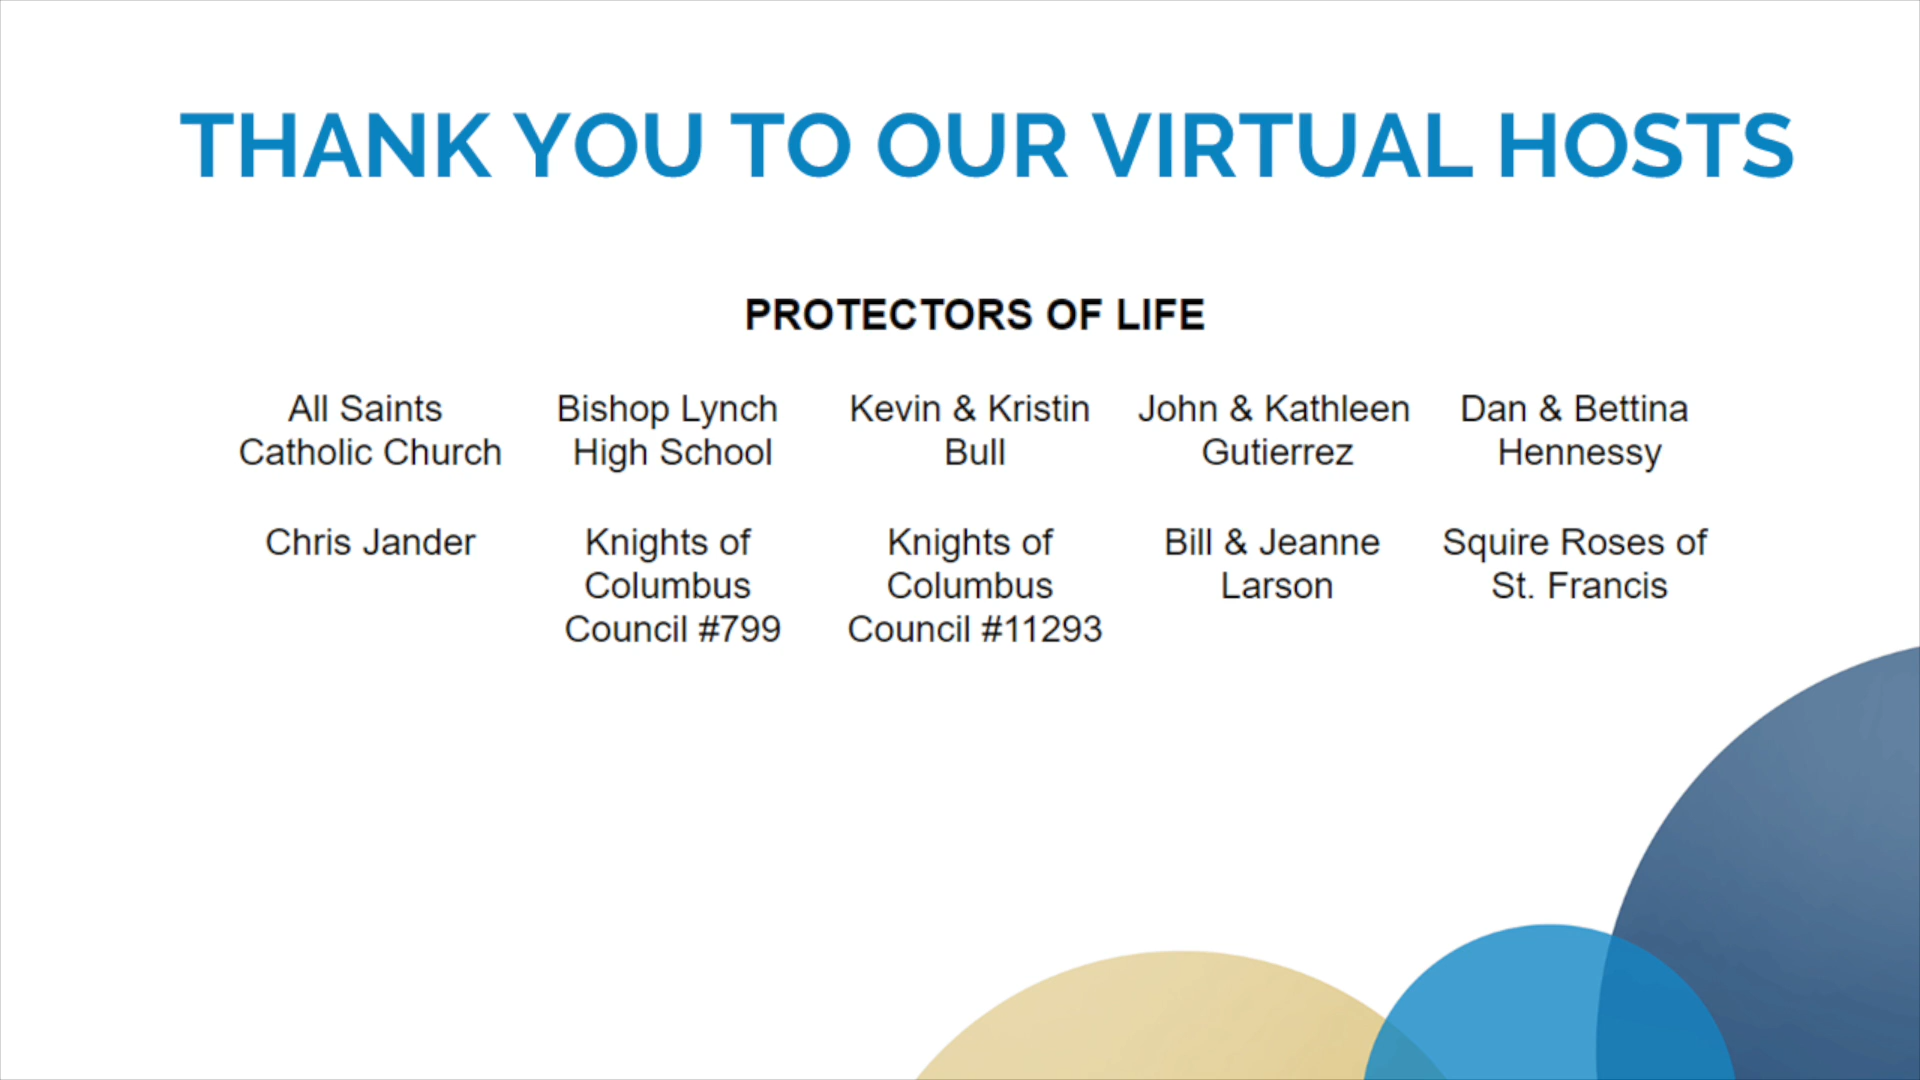 THANK YOU TO OUR VIRTUAL HOSTS
PROTECTORS OF LIFE
All Saints
Catholic Church
Bishop Lynch
High School
Kevin & Kristin
Bull
John & Kathleen
Gutierrez
Dan & Bettina
Hennessy
Chris Jander
Knights of
Columbus
Council #799
Knights of
Columbus
Council #11293
Bill & Jeanne
Larson
Squire Roses of
St. Francis